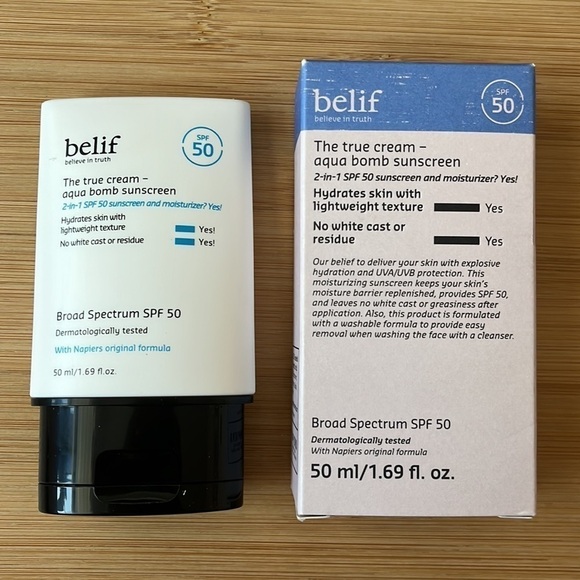 belif
believe in truth
SPF
50
The true cream –
aqua bomb sunscreen
2-in-1 SPF 50 sunscreen and moisturizer? Yes!
Hydrates skin with
lightweight texture Yes!
No white cast or residue Yes!
Broad Spectrum SPF 50
Dermatologically tested
With Napiers original formula
50 ml/1.69 fl.oz.
belif
believe in truth
SPF
50
The true cream –
aqua bomb sunscreen
2-in-1 SPF 50 sunscreen and moisturizer? Yes!
Hydrates skin with
lightweight texture Yes
No white cast or
residue Yes
Our belief to deliver your skin with explosive
hydration and UVA/UVB protection. This
moisturizing sunscreen keeps your skin's
moisture barrier replenished, provides SPF 50,
and leaves no white cast or greasiness after
application. Also, this product is formulated
with a washable formula to provide easy
removal when washing the face with a cleanser.
Broad Spectrum SPF 50
Dermatologically tested
With Napiers original formula
50 ml/1.69 fl. oz.